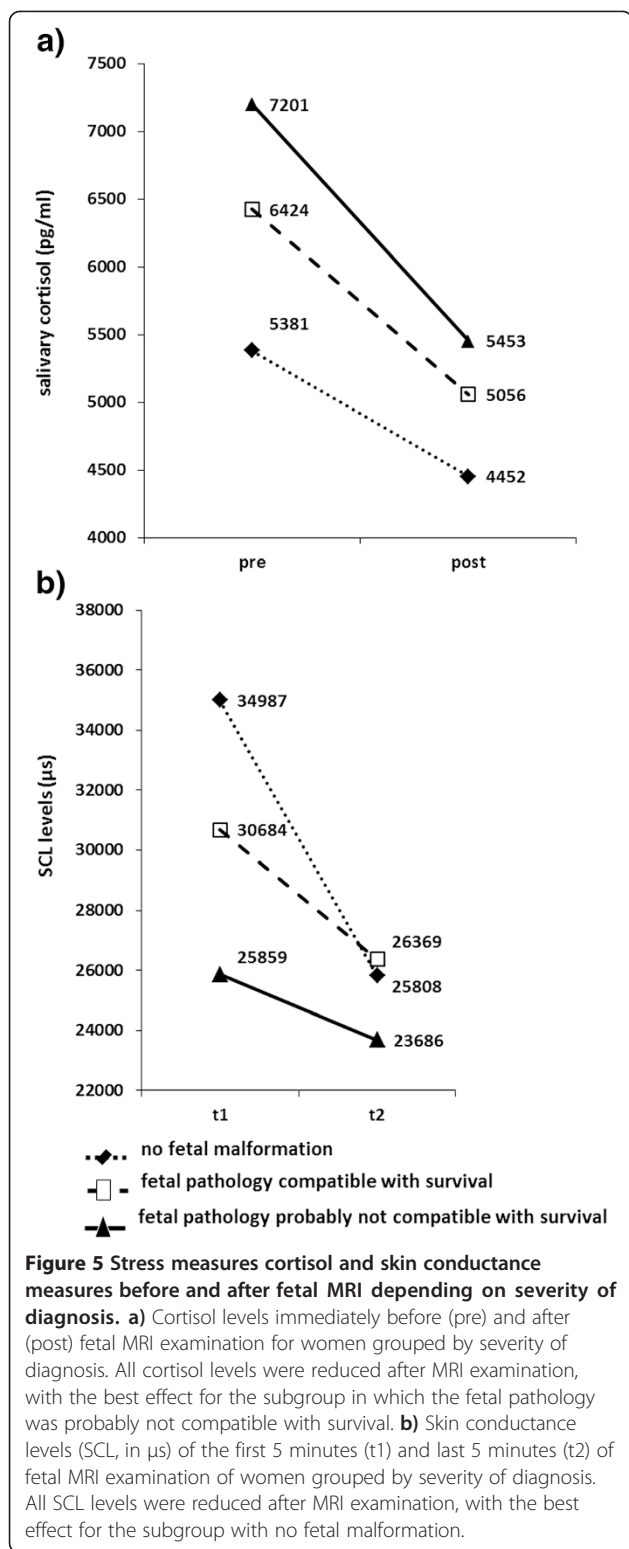 a)
7500
7000
6500
6000
5500
5000
4500
4000
salivary cortisol (pg/ml)
7201
6424
5381
5453
5056
4452
pre post
b)
38000
36000
34000
32000
30000
28000
26000
24000
22000
SCL levels (µs)
34987
30684
25859
26369
25808
23686
t1 t2
no fetal malformation
fetal pathology compatible with survival
fetal pathology probably not compatible with survival
Figure 5 Stress measures cortisol and skin conductance
measures before and after fetal MRI depending on severity of
diagnosis. a) Cortisol levels immediately before (pre) and after
(post) fetal MRI examination for women grouped by severity of
diagnosis. All cortisol levels were reduced after MRI examination,
with the best effect for the subgroup in which the fetal pathology
was probably not compatible with survival. b) Skin conductance
levels (SCL, in µs) of the first 5 minutes (t1) and last 5 minutes (t2) of
fetal MRI examination of women grouped by severity of diagnosis.
All SCL levels were reduced after MRI examination, with the best
effect for the subgroup with no fetal malformation.